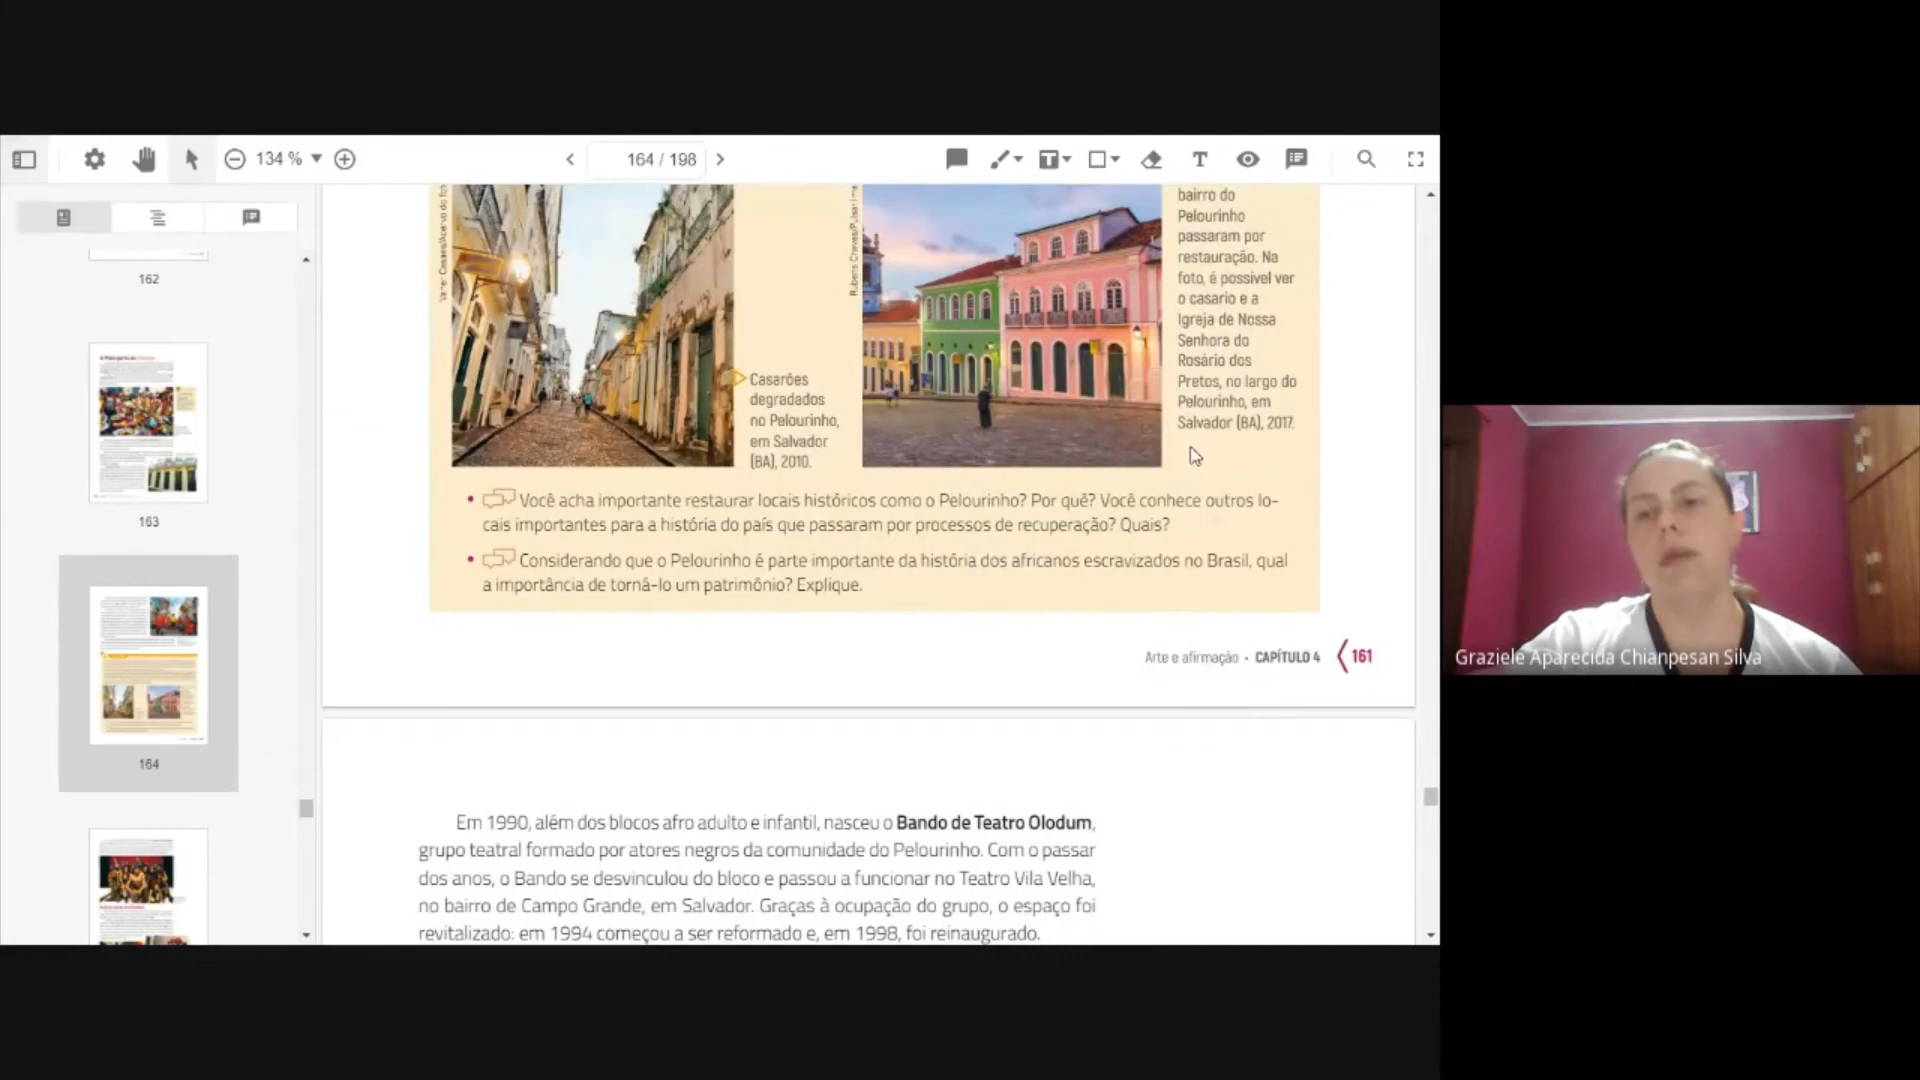 134 %
164 / 198
162
163
164
bairro do
Pelourinho
passaram por
restauração. Na
foto, é possível ver
o casario e a
Igreja de Nossa
Senhora do
Rosário dos
Pretos, no largo do
Pelourinho, em
Salvador (BA), 2017.
Casarões
degradados
no Pelourinho,
em Salvador
(BA), 2010.
• Você acha importante restaurar locais históricos como o Pelourinho? Por quê? Você conhece outros lo-
cais importantes para a história do país que passaram por processos de recuperação? Quais?
• Considerando que o Pelourinho é parte importante da história dos africanos escravizados no Brasil, qual
a importância de torná-lo um patrimônio? Explique.
Arte e afirmação • CAPÍTULO 4 161
Em 1990, além dos blocos afro adulto e infantil, nasceu o Bando de Teatro Olodum,
grupo teatral formado por atores negros da comunidade do Pelourinho. Com o passar
dos anos, o Bando se desvinculou do bloco e passou a funcionar no Teatro Vila Velha,
no bairro de Campo Grande, em Salvador. Graças à ocupação do grupo, o espaço foi
revitalizado: em 1994 começou a ser reformado e, em 1998, foi reinaugurado.
Graziele Aparecida Chianpesan Silva